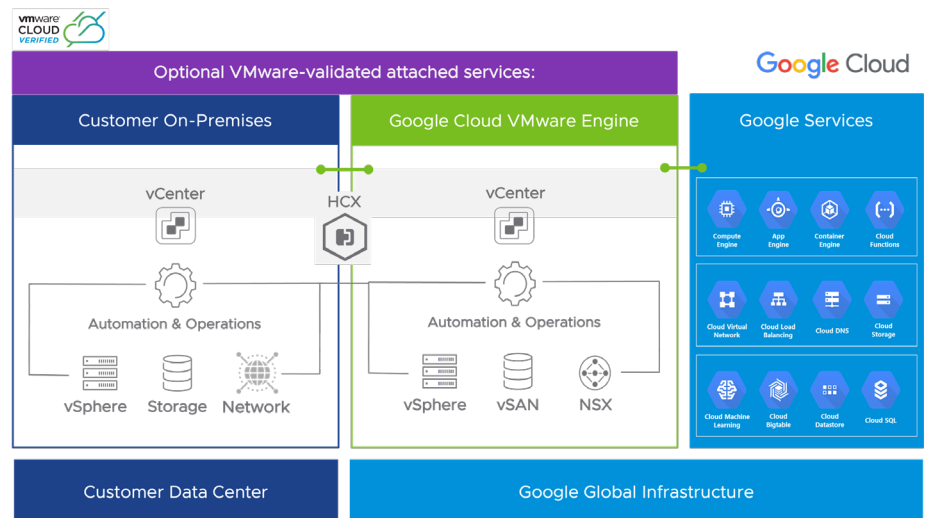 vmware
CLOUD
VERIFIED
Optional VMware-validated attached services:
Google Cloud
Customer On-Premises
Google Cloud VMware Engine
Google Services
vCenter
HCX
vCenter
Automation & Operations
Automation & Operations
vSphere
Storage
Network
vSphere
vSAN
NSX
Compute
Engine
App
Engine
Container
Engine
Cloud
Functions
Cloud Virtual
Network
Cloud Load
Balancing
Cloud DNS
Cloud
Storage
Cloud Machine
Learning
Cloud
Bigtable
Cloud
Datastore
Cloud SQL
Customer Data Center
Google Global Infrastructure